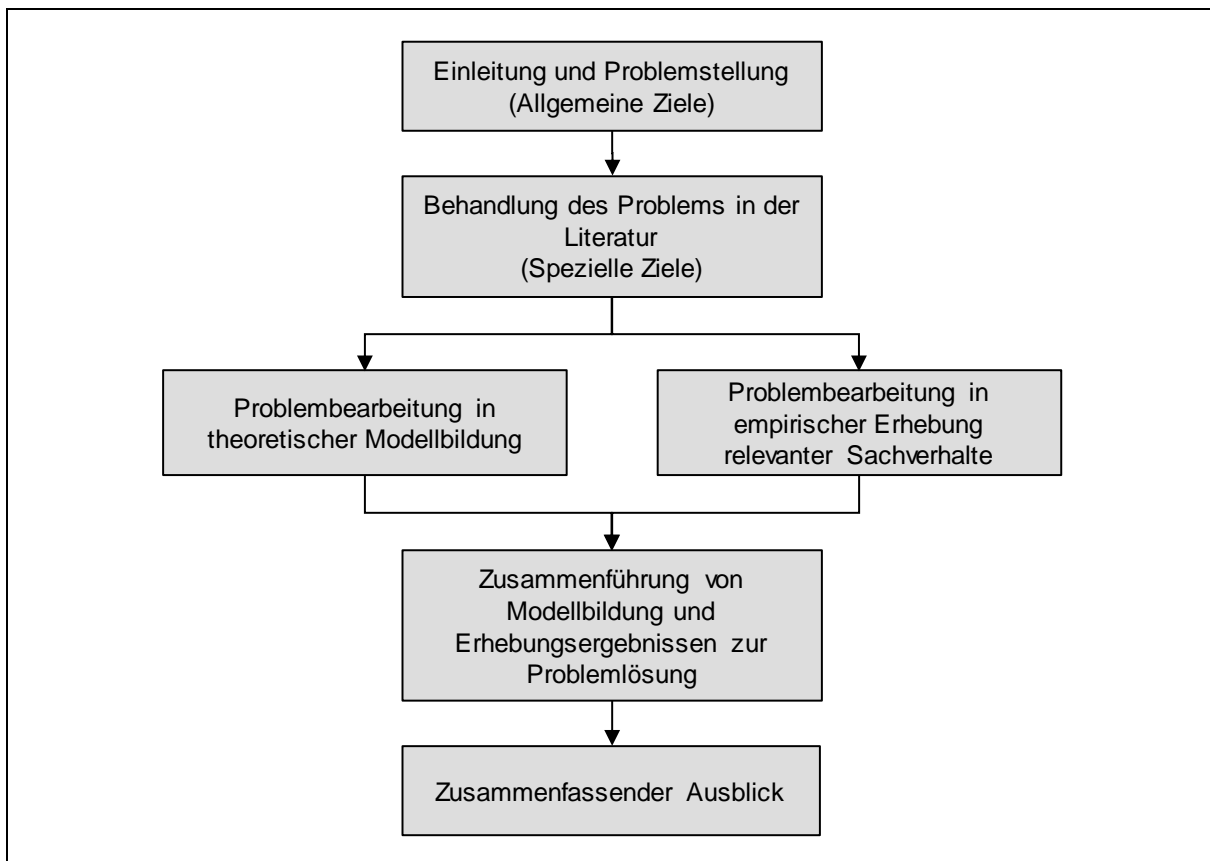 Einleitung und Problemstellung
(Allgemeine Ziele)
Behandlung des Problems in der
Literatur
(Spezielle Ziele)
Problembearbeitung in
theoretischer Modellbildung
Problembearbeitung in
empirischer Erhebung
relevanter Sachverhalte
Zusammenführung von
Modellbildung und
Erhebungsergebnissen zur
Problemlösung
Zusammenfassender Ausblick